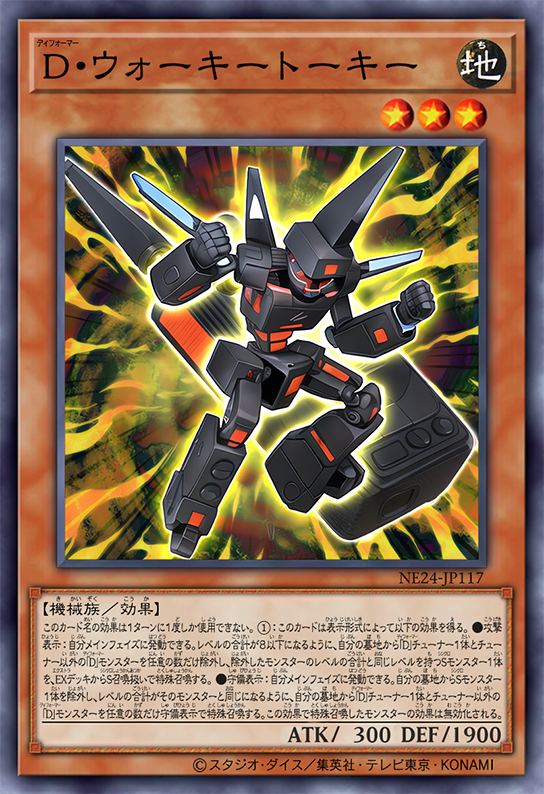 ディフォーマー
D・ウォーキートーキー
ち
地
NE24-JP117
【機械族／効果】
このカード名の効果は1ターンに1度しか使用できない。①：このカードは表示形式によって以下の効果を得る。●攻撃
表示：自分メインフェイズに発動できる。レベルの合計が８以下になるように、自分の墓地から「D」チューナー1体とチュー
ナー以外の「D」モンスターを任意の数だけ除外し、除外したモンスターのレベルの合計と同じレベルを持つSモンスター1体
を、EXデッキからS召喚扱いで特殊召喚する。●守備表示：自分メインフェイズに発動できる。自分の墓地からSモンスター
1体を除外し、レベルの合計がそのモンスターと同じになるように、自分の墓地から「D」チューナー1体とチューナー以外の
「D」モンスターを任意の数だけ守備表示で特殊召喚する。この効果で特殊召喚したモンスターの効果は無効化される。
ATK/ 300 DEF/1900
©スタジオ・ダイス／集英社・テレビ東京・KONAMI